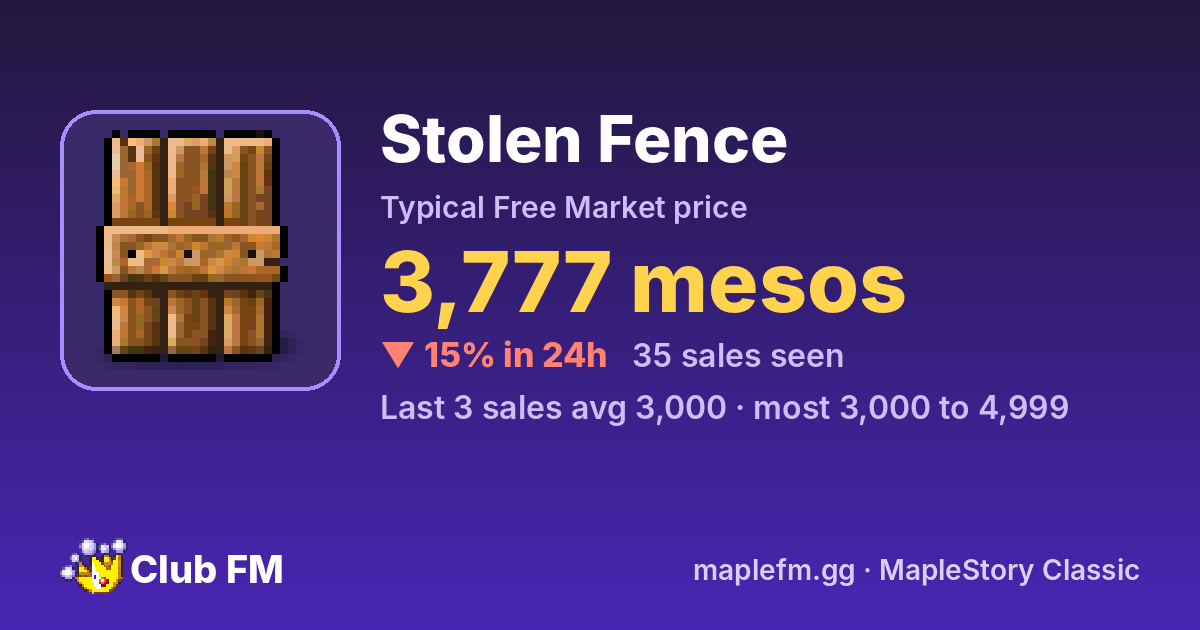 Stolen Fence
Typical Free Market price
3,777 mesos
▼ 15% in 24h 35 sales seen
Last 3 sales avg 3,000 · most 3,000 to 4,999
Club FM
maplefm.gg · MapleStory Classic